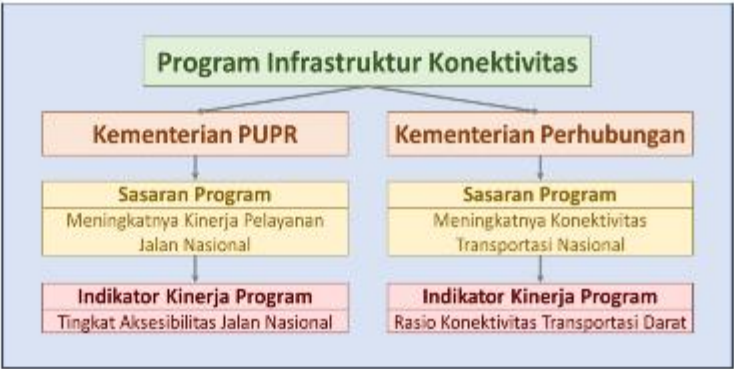 Program Infrastruktur Konektivitas
Kementerian PUPR
Sasaran Program
Meningkatnya Kinerja Pelayanan
Jalan Nasional
Indikator Kinerja Program
Tingkat Aksesibilitas Jalan Nasional
Kementerian Perhubungan
Sasaran Program
Meningkatnya Konektivitas
Transportasi Nasional
Indikator Kinerja Program
Rasio Konektivitas Transportasi Darat